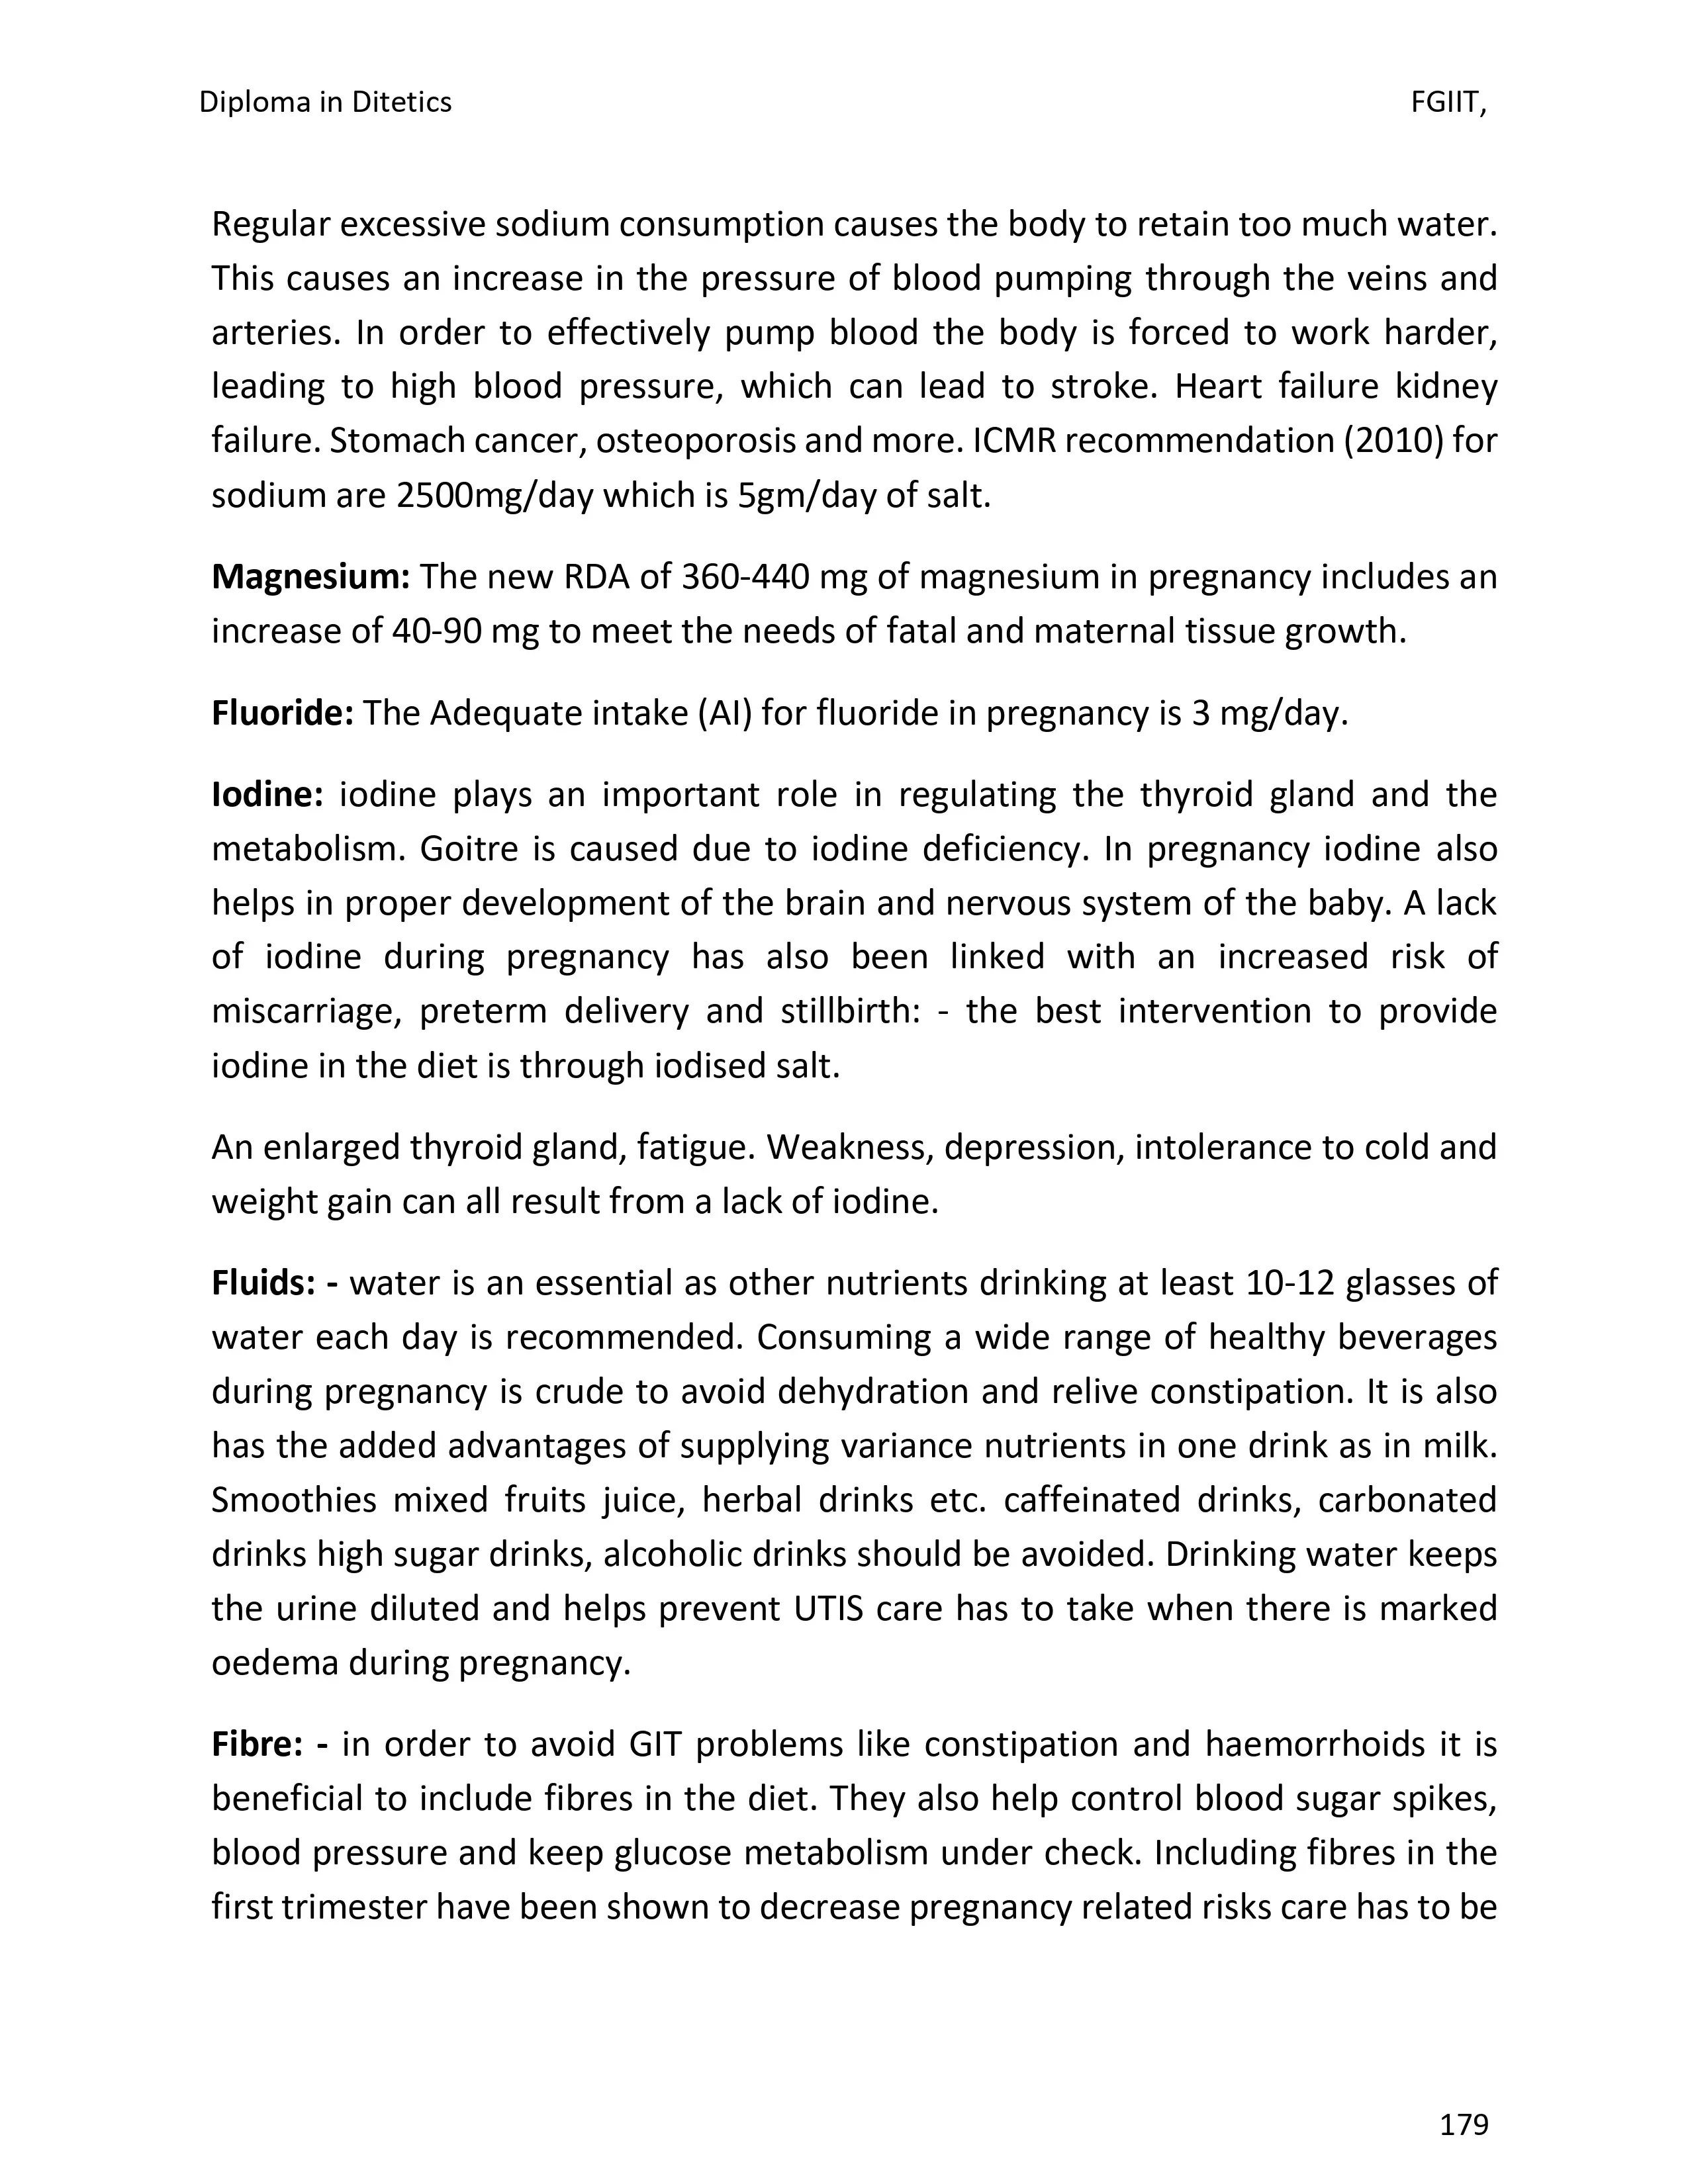 Diploma in Ditetics FGIIT,
Regular excessive sodium consumption causes the body to retain too much water.
This causes an increase in the pressure of blood pumping through the veins and
arteries. In order to effectively pump blood the body is forced to work harder,
leading to high blood pressure, which can lead to stroke. Heart failure kidney
failure. Stomach cancer, osteoporosis and more. ICMR recommendation (2010) for
sodium are 2500mg/day which is 5gm/day of salt.
Magnesium: The new RDA of 360-440 mg of magnesium in pregnancy includes an
increase of 40-90 mg to meet the needs of fatal and maternal tissue growth.
Fluoride: The Adequate intake (AI) for fluoride in pregnancy is 3 mg/day.
Iodine: iodine plays an important role in regulating the thyroid gland and the
metabolism. Goitre is caused due to iodine deficiency. In pregnancy iodine also
helps in proper development of the brain and nervous system of the baby. A lack
of iodine during pregnancy has also been linked with an increased risk of
miscarriage, preterm delivery and stillbirth: - the best intervention to provide
iodine in the diet is through iodised salt.
An enlarged thyroid gland, fatigue. Weakness, depression, intolerance to cold and
weight gain can all result from a lack of iodine.
Fluids: - water is an essential as other nutrients drinking at least 10-12 glasses of
water each day is recommended. Consuming a wide range of healthy beverages
during pregnancy is crude to avoid dehydration and relive constipation. It is also
has the added advantages of supplying variance nutrients in one drink as in milk.
Smoothies mixed fruits juice, herbal drinks etc. caffeinated drinks, carbonated
drinks high sugar drinks, alcoholic drinks should be avoided. Drinking water keeps
the urine diluted and helps prevent UTIS care has to take when there is marked
oedema during pregnancy.
Fibre: - in order to avoid GIT problems like constipation and haemorrhoids it is
beneficial to include fibres in the diet. They also help control blood sugar spikes,
blood pressure and keep glucose metabolism under check. Including fibres in the
first trimester have been shown to decrease pregnancy related risks care has to be
179